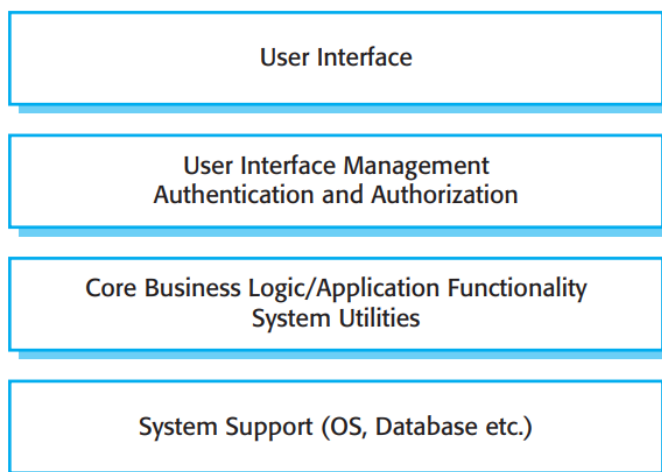 User Interface
User Interface Management
Authentication and Authorization
Core Business Logic/Application Functionality
System Utilities
System Support (OS, Database etc.)